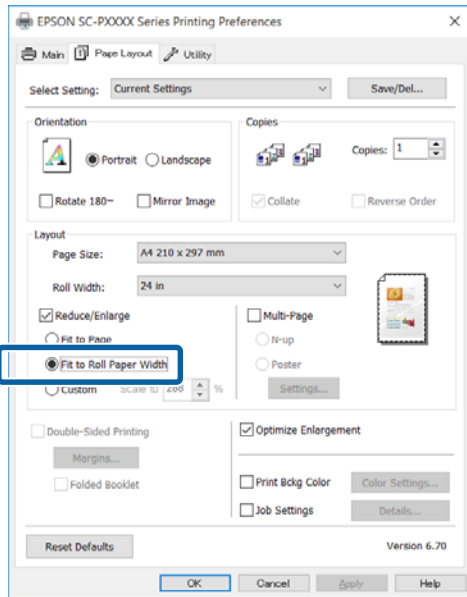 EPSON SC-PXXXX Series Printing Preferences
Main Page Layout Utility
Select Setting: Current Settings Save/Del...
Orientation Copies
Portrait Landscape Copies: 1
Rotate 180° Mirror Image Collate Reverse Order
Layout
Page Size: A4 210 x 297 mm
Roll Width: 24 in
Reduce/Enlarge Multi-Page
Fit to Page N-up
Fit to Roll Paper Width Poster
Custom Scale to 288 % Settings...
Double-Sided Printing Optimize Enlargement
Margins...
Folded Booklet Print Bckg Color Color Settings...
Job Settings Details...
Reset Defaults Version 6.70
OK Cancel Apply Help